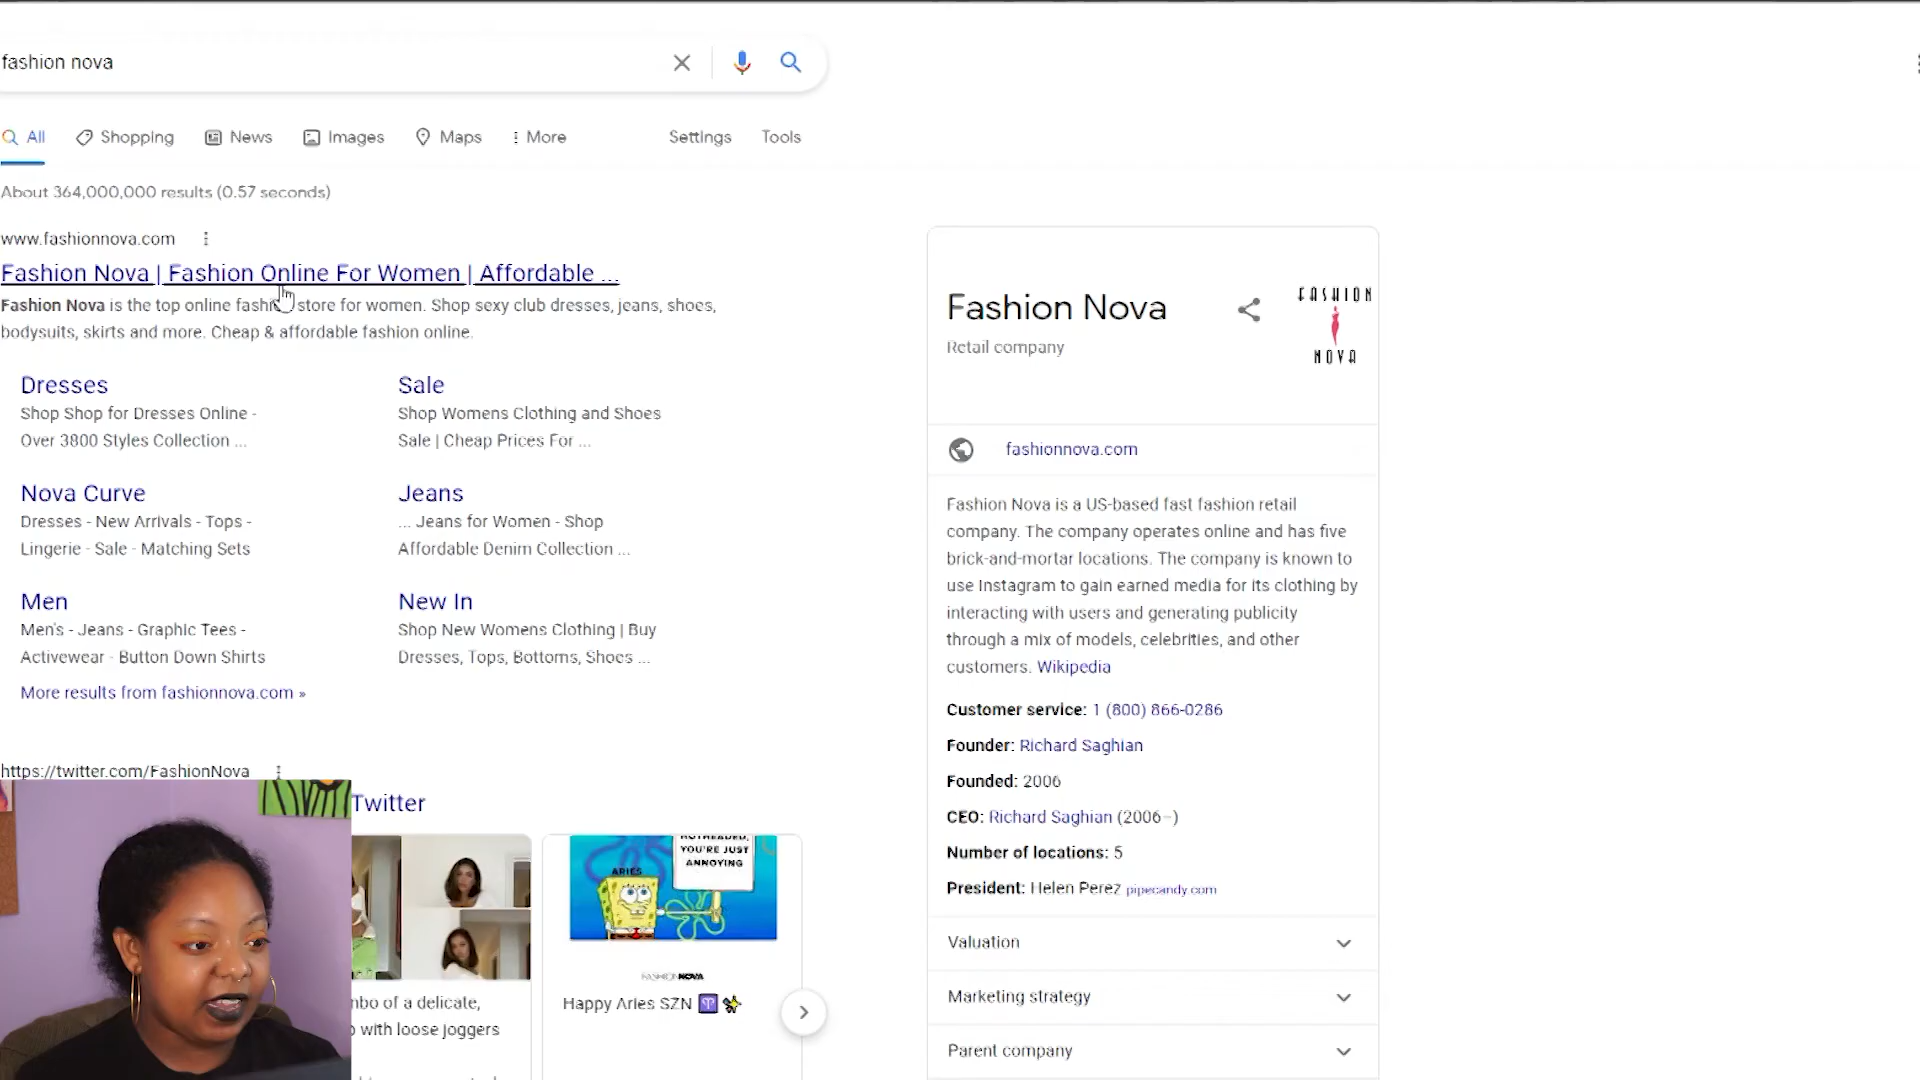 fashion nova
All
Shopping
News
Images
Maps
More
Settings
Tools
About 364,000,000 results (0.57 seconds)
www.fashionnova.com
Fashion Nova | Fashion Online For Women | Affordable ...
Fashion Nova is the top online fashion store for women. Shop sexy club dresses, jeans, shoes,
bodysuits, skirts and more. Cheap & affordable fashion online.
Dresses
Shop Shop for Dresses Online -
Over 3800 Styles Collection ...
Sale
Shop Womens Clothing and Shoes
Sale | Cheap Prices For ...
Nova Curve
Dresses - New Arrivals - Tops -
Lingerie - Sale - Matching Sets
Jeans
... Jeans for Women - Shop
Affordable Denim Collection ...
Men
Men's - Jeans - Graphic Tees -
Activewear - Button Down Shirts
New In
Shop New Womens Clothing | Buy
Dresses, Tops, Bottoms, Shoes ...
More results from fashionnova.com »
https://twitter.com/FashionNova
Twitter
with loose joggers
of a delicate,
YOU'RE JUST
ANNOYING
ARIES
FASHIONNOVA
Happy Aries SZN ♈ ✨
Fashion Nova
Retail company
FASHION
NOVA
fashionnova.com
Fashion Nova is a US-based fast fashion retail
company. The company operates online and has five
brick-and-mortar locations. The company is known to
use Instagram to gain earned media for its clothing by
interacting with users and generating publicity
through a mix of models, celebrities, and other
customers. Wikipedia
Customer service: 1 (800) 866-0286
Founder: Richard Saghian
Founded: 2006
CEO: Richard Saghian (2006–)
Number of locations: 5
President: Helen Perez pipecandy.com
Valuation
Marketing strategy
Parent company